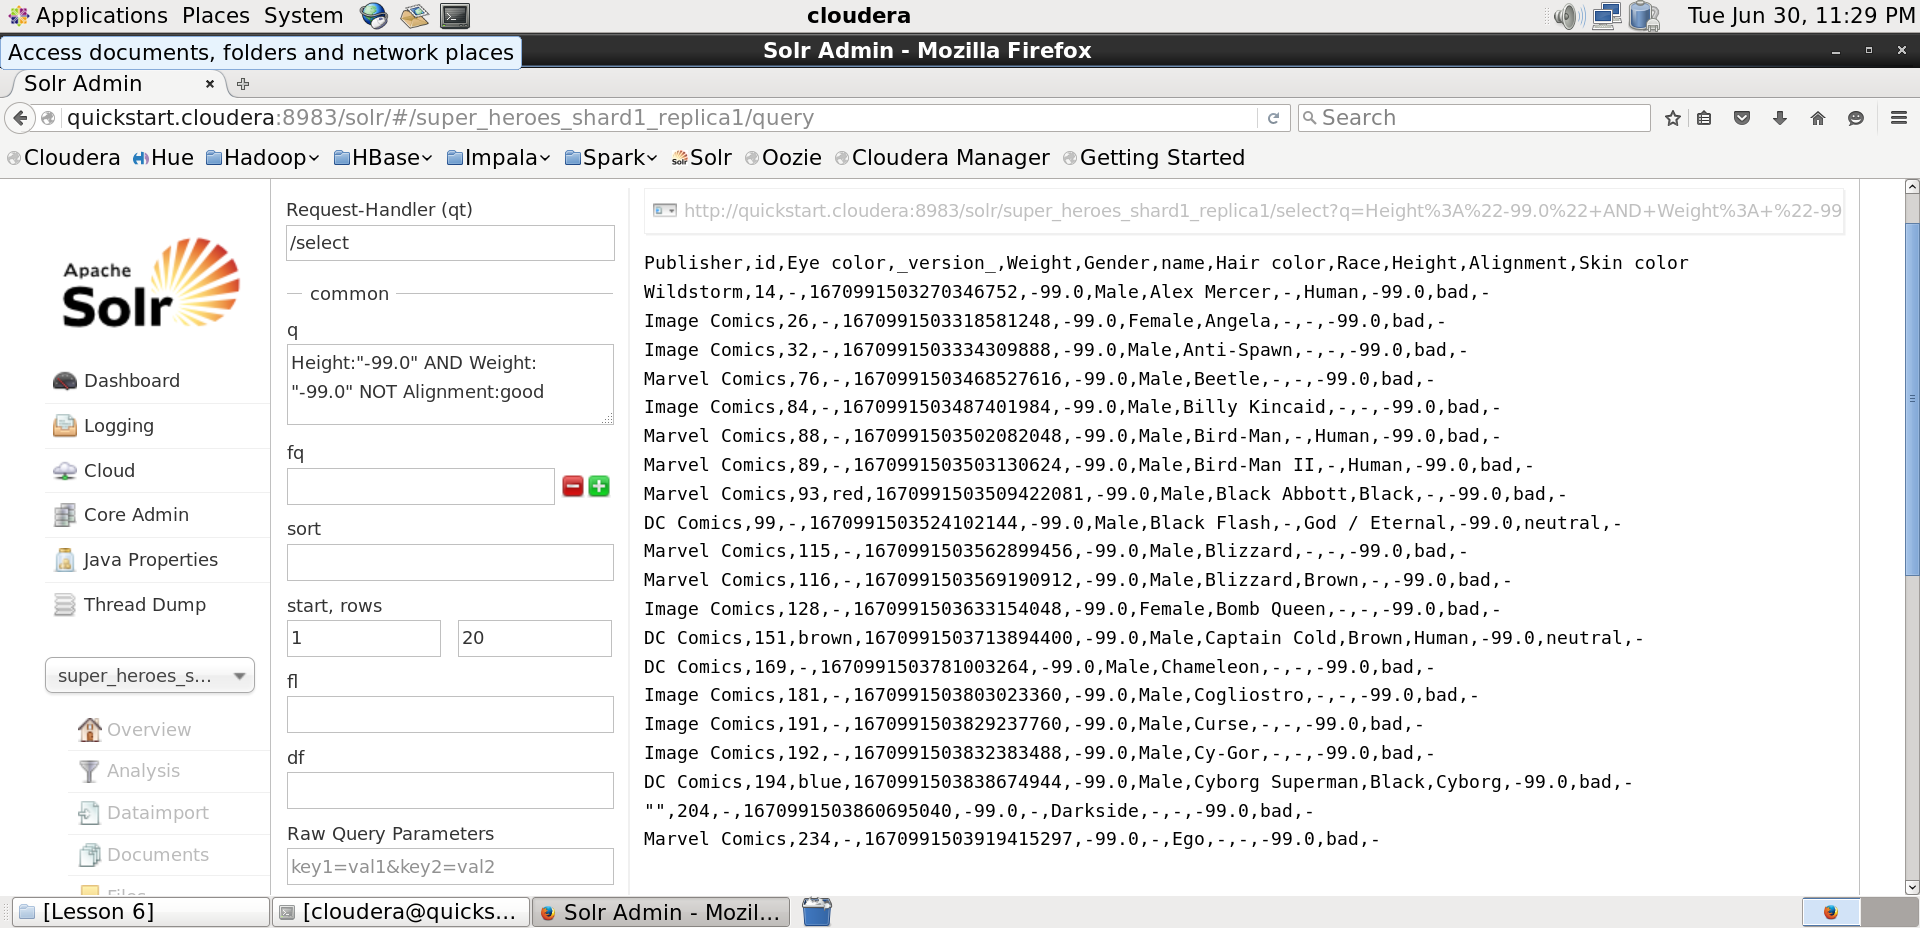 Applications Places System
cloudera
Tue Jun 30, 11:29 PM
Access documents, folders and network places
Solr Admin - Mozilla Firefox
Solr Admin
quickstart.cloudera:8983/solr/#/super_heroes_shard1_replica1/query
Search
Cloudera Hue Hadoop HBase Impala Spark Solr Oozie Cloudera Manager Getting Started
Apache
Solr
Dashboard
Logging
Cloud
Core Admin
Java Properties
Thread Dump
super_heroes_s...
Overview
Analysis
Dataimport
Documents
Files
Request-Handler (qt)
/select
common
q
Height:"-99.0" AND Weight:
"-99.0" NOT Alignment:good
fq
sort
start, rows
1 20
fl
df
Raw Query Parameters
key1=val1&key2=val2
http://quickstart.cloudera:8983/solr/super_heroes_shard1_replica1/select?q=Height%3A%22-99.0%22+AND+Weight%3A+%22-99
Publisher,id,Eye color,_version_,Weight,Gender,name,Hair color,Race,Height,Alignment,Skin color
Wildstorm,14,-,1670991503270346752,-99.0,Male,Alex Mercer,-,Human,-99.0,bad,-
Image Comics,26,-,1670991503318581248,-99.0,Female,Angela,-,-,-99.0,bad,-
Image Comics,32,-,1670991503334309888,-99.0,Male,Anti-Spawn,-,-,-99.0,bad,-
Marvel Comics,76,-,1670991503468527616,-99.0,Male,Beetle,-,-,-99.0,bad,-
Image Comics,84,-,1670991503487401984,-99.0,Male,Billy Kincaid,-,-,-99.0,bad,-
Marvel Comics,88,-,1670991503502082048,-99.0,Male,Bird-Man,-,Human,-99.0,bad,-
Marvel Comics,89,-,1670991503503130624,-99.0,Male,Bird-Man II,-,Human,-99.0,bad,-
Marvel Comics,93,red,1670991503509422081,-99.0,Male,Black Abbott,Black,-,-99.0,bad,-
DC Comics,99,-,1670991503524102144,-99.0,Male,Black Flash,-,God / Eternal,-99.0,neutral,-
Marvel Comics,115,-,1670991503562899456,-99.0,Male,Blizzard,-,-,-99.0,bad,-
Marvel Comics,116,-,1670991503569190912,-99.0,Male,Blizzard,Brown,-,-99.0,bad,-
Image Comics,128,-,1670991503633154048,-99.0,Female,Bomb Queen,-,-,-99.0,bad,-
DC Comics,151,brown,1670991503713894400,-99.0,Male,Captain Cold,Brown,Human,-99.0,neutral,-
DC Comics,169,-,1670991503781003264,-99.0,Male,Chameleon,-,-,-99.0,bad,-
Image Comics,181,-,1670991503803023360,-99.0,Male,Cogliostro,-,-,-99.0,bad,-
Image Comics,191,-,1670991503829237760,-99.0,Male,Curse,-,-,-99.0,bad,-
Image Comics,192,-,1670991503832383488,-99.0,Male,Cy-Gor,-,-,-99.0,bad,-
DC Comics,194,blue,1670991503838674944,-99.0,Male,Cyborg Superman,Black,Cyborg,-99.0,bad,-
"",204,-,1670991503860695040,-99.0,-,Darkside,-,-,-99.0,bad,-
Marvel Comics,234,-,1670991503919415297,-99.0,-,Ego,-,-,-99.0,bad,-
[Lesson 6]
[cloudera@quicks...
Solr Admin - Mozil...